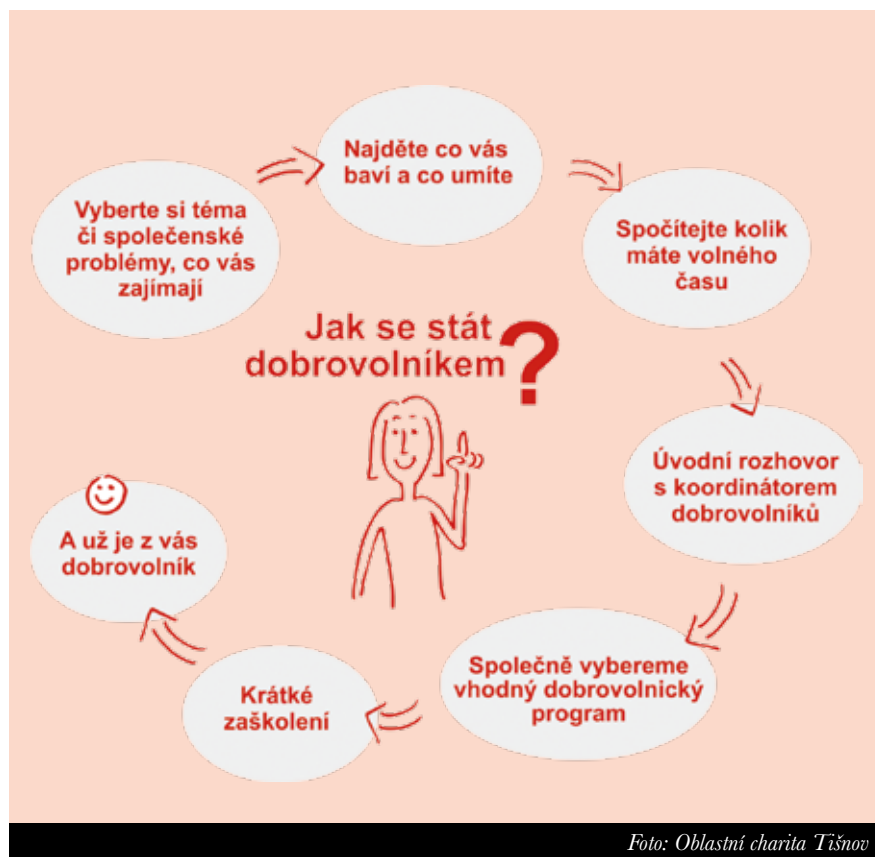 Jak se stát
dobrovolníkem?
Vyberte si téma
či společenské
problémy, co vás
zajímají
Najděte co vás
baví a co umíte
Spočítejte kolik
máte volného
času
Úvodní rozhovor
s koordinátorem
dobrovolníků
Společně vybereme
vhodný dobrovolnický
program
Krátké
zaškolení
A už je z vás
dobrovolník
Foto: Oblastní charita Tišnov